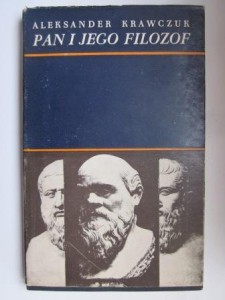 ALEKSANDER KRAWCZUK
PAN I JEGO FILOZOF